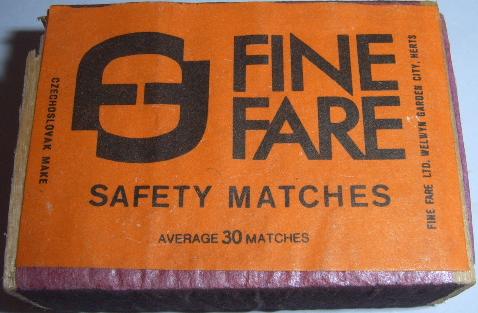 CZECHOSLOVAK MAKE
FINE
FARE
SAFETY MATCHES
AVERAGE 30 MATCHES
FINE FARE LTD. WELWYN GARDEN CITY, HERTS